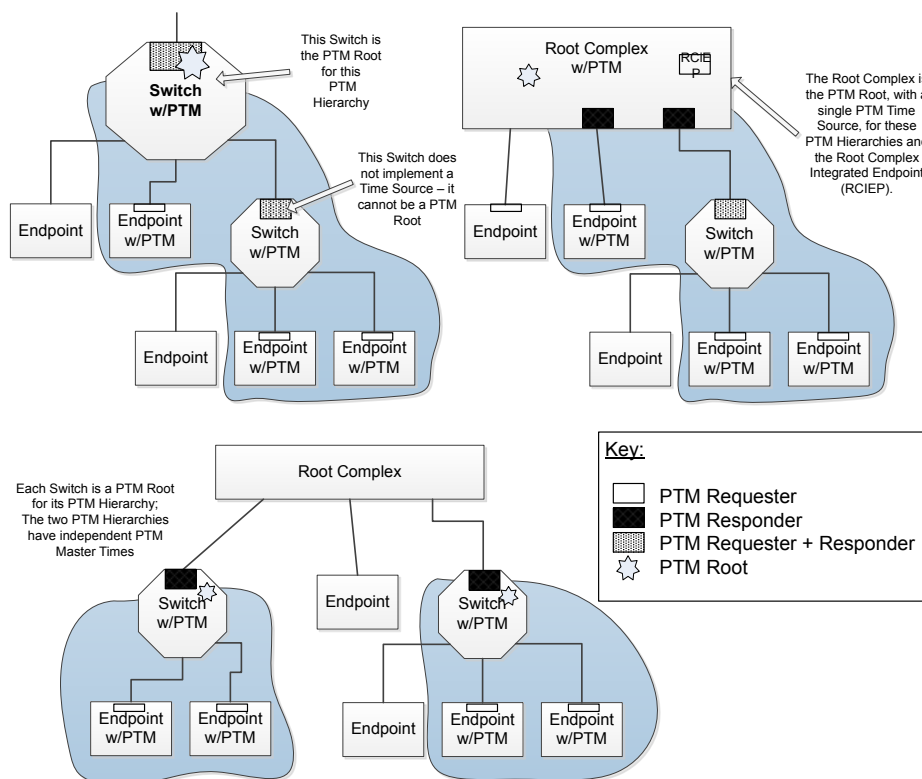 This Switch is
the PTM Root
for this
PTM
Hierarchy
Switch
w/PTM
This Switch does
not implement a
Time Source – it
cannot be a PTM
Root
Endpoint
Endpoint
w/PTM
Switch
w/PTM
Endpoint
Endpoint
w/PTM
Endpoint
w/PTM
Root Complex
w/PTM
RCIE
P
The Root Complex is
the PTM Root, with a
single PTM Time
Source, for these
PTM Hierarchies and
the Root Complex
Integrated Endpoint
(RCIEP).
Endpoint
Endpoint
w/PTM
Switch
w/PTM
Endpoint
Endpoint
w/PTM
Endpoint
w/PTM
Root Complex
Each Switch is a PTM Root
for its PTM Hierarchy;
The two PTM Hierarchies
have independent PTM
Master Times
Switch
w/PTM
Endpoint
Switch
w/PTM
Endpoint
w/PTM
Endpoint
w/PTM
Endpoint
Endpoint
w/PTM
Endpoint
w/PTM
Key:
PTM Requester
PTM Responder
PTM Requester + Responder
PTM Root